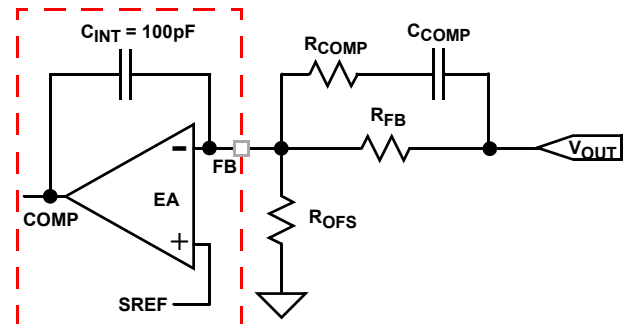 CINT = 100pF
RCOMP
CCOMP
RFB
-
FB
VOUT
EA
COMP
ROFS
+
SREF